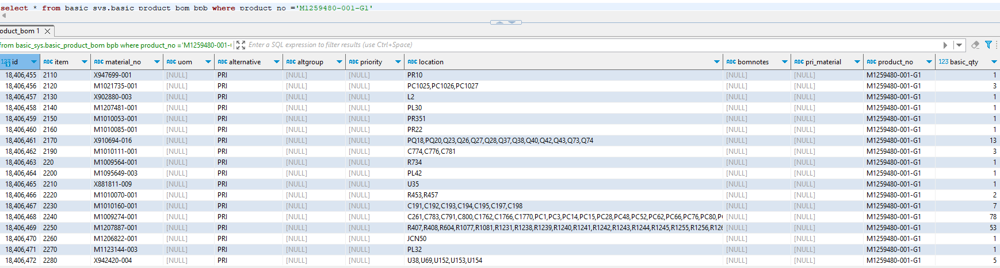 select * from basic_sys.basic_product_bom bpb where product_no ='M1259480-001-G1'
oduct_bom 1
from basic_sys.basic_product_bom bpb where product_no ='M1259480-001-( Enter a SQL expression to filter results (use Ctrl+Space)
123 id ABC item ABC material_no ABC uom ABC alternative ABC altgroup ABC priority ABC location ABC bomnotes ABC pri_material ABC product_no 123 basic_qty
18,406,455 2110 X947699-001 [NULL] PRI [NULL] [NULL] PR10 [NULL] [NULL] M1259480-001-G1 1
18,406,456 2120 M1021735-001 [NULL] PRI [NULL] [NULL] PC1025,PC1026,PC1027 [NULL] [NULL] M1259480-001-G1 3
18,406,457 2130 X902880-003 [NULL] PRI [NULL] [NULL] L2 [NULL] [NULL] M1259480-001-G1 1
18,406,458 2140 M1207481-001 [NULL] PRI [NULL] [NULL] PL30 [NULL] [NULL] M1259480-001-G1 1
18,406,459 2150 M1010053-001 [NULL] PRI [NULL] [NULL] PR351 [NULL] [NULL] M1259480-001-G1 1
18,406,460 2160 M1010085-001 [NULL] PRI [NULL] [NULL] PR22 [NULL] [NULL] M1259480-001-G1 1
18,406,461 2170 X910694-016 [NULL] PRI [NULL] [NULL] PQ18,PQ20,Q23,Q26,Q27,Q28,Q37,Q38,Q40,Q42,Q43,Q73,Q74 [NULL] [NULL] M1259480-001-G1 13
18,406,462 2190 M1010111-001 [NULL] PRI [NULL] [NULL] C774,C776,C781 [NULL] [NULL] M1259480-001-G1 3
18,406,463 220 M1009564-001 [NULL] PRI [NULL] [NULL] R734 [NULL] [NULL] M1259480-001-G1 1
18,406,464 2200 M1095649-003 [NULL] PRI [NULL] [NULL] PL42 [NULL] [NULL] M1259480-001-G1 1
18,406,465 2210 X881811-009 [NULL] PRI [NULL] [NULL] U35 [NULL] [NULL] M1259480-001-G1 1
18,406,466 2220 M1010070-001 [NULL] PRI [NULL] [NULL] R453,R457 [NULL] [NULL] M1259480-001-G1 2
18,406,467 2230 M1010160-001 [NULL] PRI [NULL] [NULL] C191,C192,C193,C194,C195,C197,C198 [NULL] [NULL] M1259480-001-G1 7
18,406,468 2240 M1009274-001 [NULL] PRI [NULL] [NULL] C261,C783,C791,C800,C1762,C1766,C1770,PC1,PC3,PC14,PC15,PC28,PC48,PC52,PC62,PC66,PC76,PC80,P [NULL] [NULL] M1259480-001-G1 78
18,406,469 2250 M1207887-001 [NULL] PRI [NULL] [NULL] R407,R408,R604,R1077,R1081,R1231,R1238,R1239,R1240,R1241,R1242,R1243,R1244,R1245,R1255,R1256,R126 [NULL] [NULL] M1259480-001-G1 53
18,406,470 2260 M1206822-001 [NULL] PRI [NULL] [NULL] JCN50 [NULL] [NULL] M1259480-001-G1 1
18,406,471 2270 M1123144-003 [NULL] PRI [NULL] [NULL] PL32 [NULL] [NULL] M1259480-001-G1 1
18,406,472 2280 X942420-004 [NULL] PRI [NULL] [NULL] U38,U69,U152,U153,U154 [NULL] [NULL] M1259480-001-G1 5